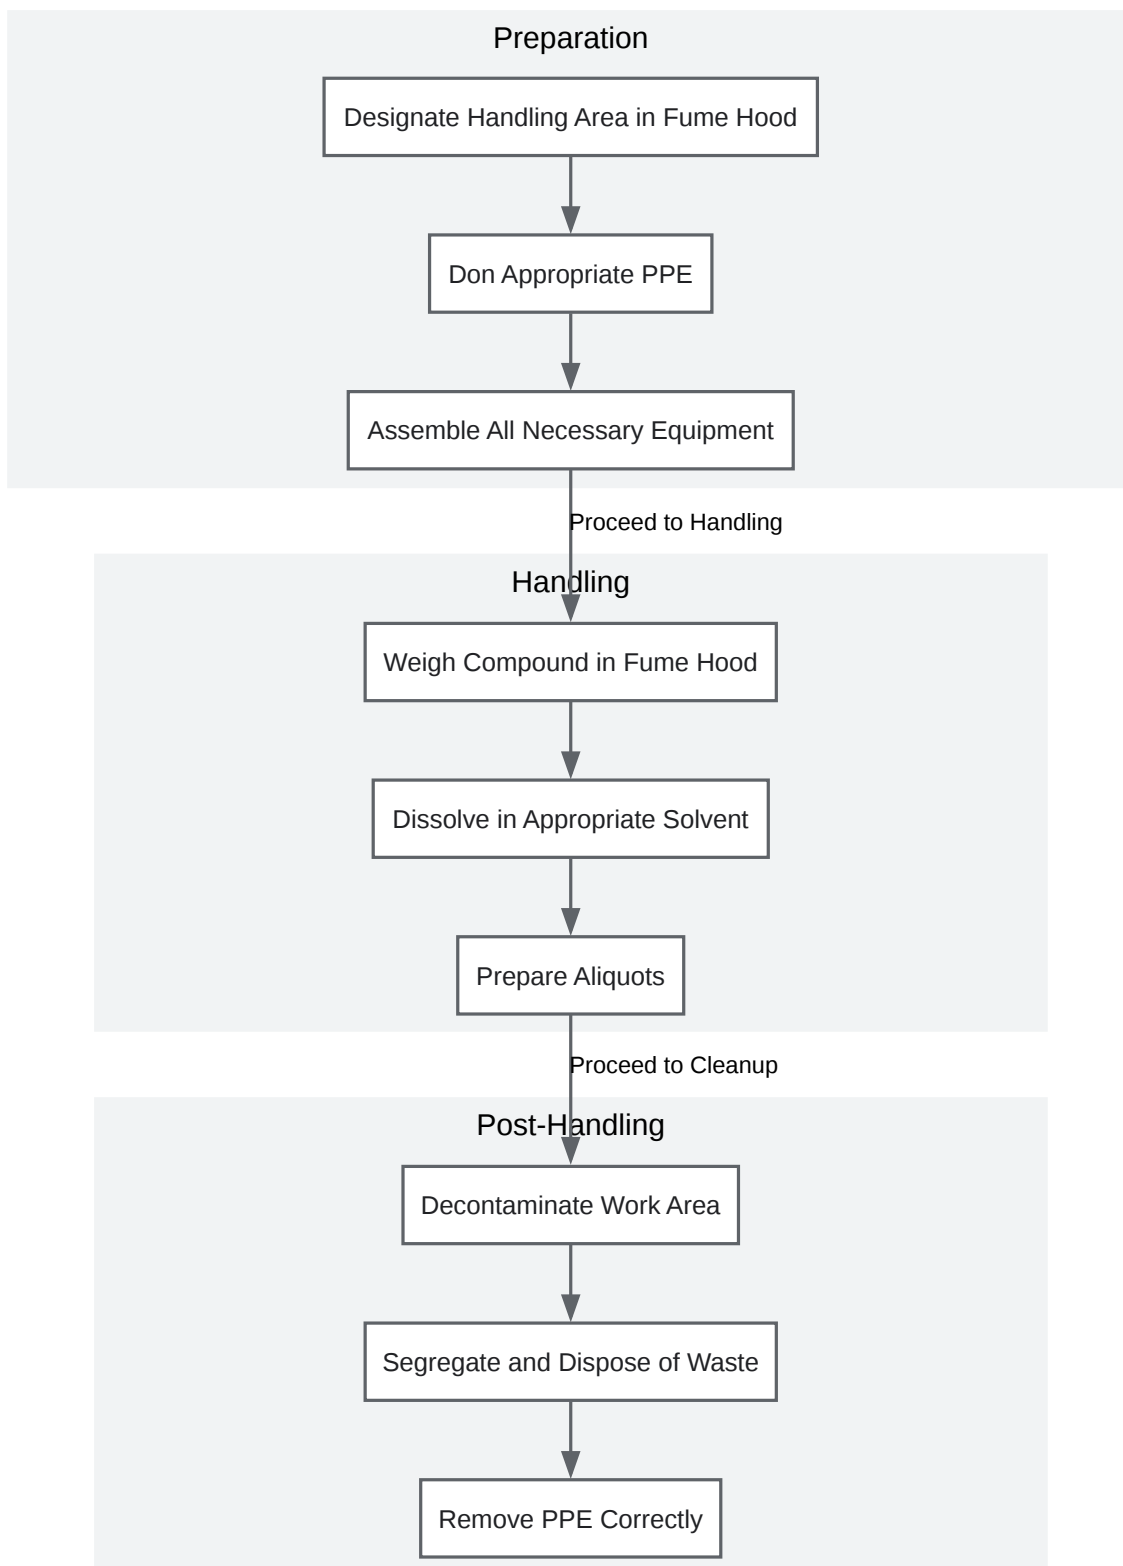 Preparation
Designate Handling Area in Fume Hood
Don Appropriate PPE
Assemble All Necessary Equipment
Proceed to Handling
Handling
Weigh Compound in Fume Hood
Dissolve in Appropriate Solvent
Prepare Aliquots
Proceed to Cleanup
Post-Handling
Decontaminate Work Area
Segregate and Dispose of Waste
Remove PPE Correctly